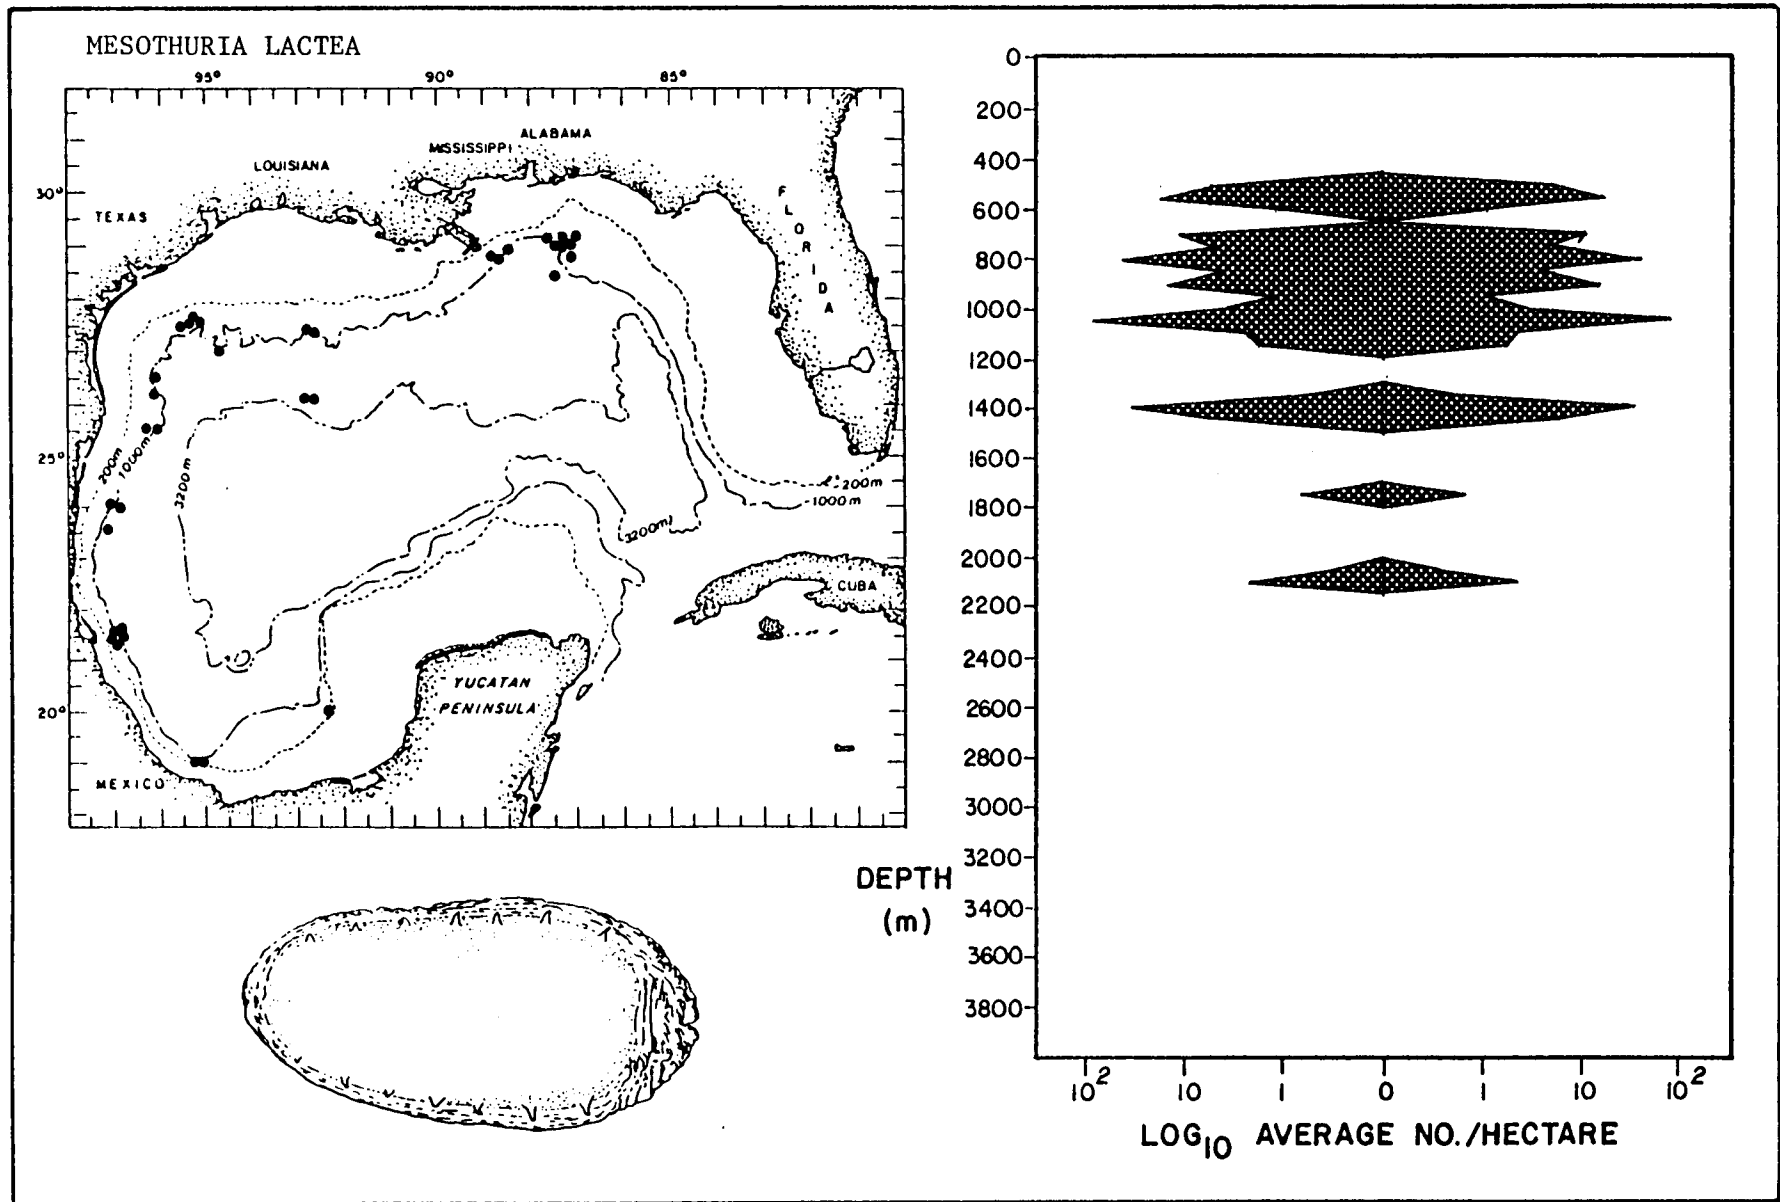 MESOTHURIA LACTEA
95° 90° 85°
ALABAMA
MISSISSIPPI
LOUISIANA
30°
TEXAS
FLORIDA
25°
200m
1000m
3200m
200m
1000m
3200m
CUBA
YUCATAN
PENINSULA
20°
MEXICO
0
200
400
600
800
1000
1200
1400
1600
1800
2000
2200
2400
2600
2800
3000
3200
3400
3600
3800
DEPTH
(m)
10² 10 1 0 1 10 10²
LOG₁₀ AVERAGE NO./HECTARE